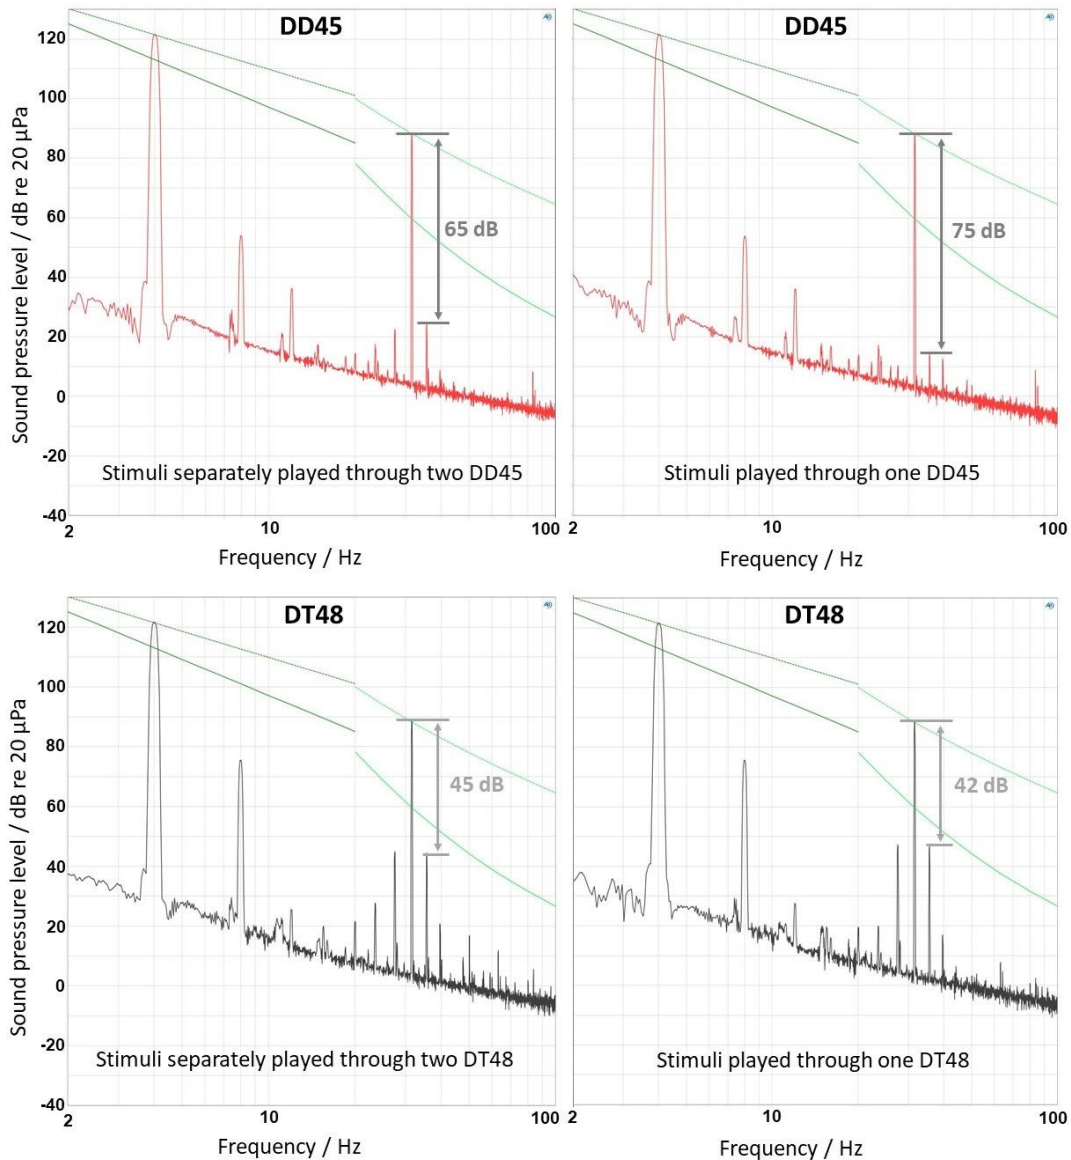 DD45
Sound pressure level / dB re 20 µPa
120
100
80
60
40
20
0
-20
-40
65 dB
Stimuli separately played through two DD45
2
10
100
Frequency / Hz
DD45
75 dB
Stimuli played through one DD45
2
10
100
Frequency / Hz
DT48
Sound pressure level / dB re 20 µPa
120
100
80
60
40
20
0
-20
-40
45 dB
Stimuli separately played through two DT48
2
10
100
Frequency / Hz
DT48
42 dB
Stimuli played through one DT48
2
10
100
Frequency / Hz